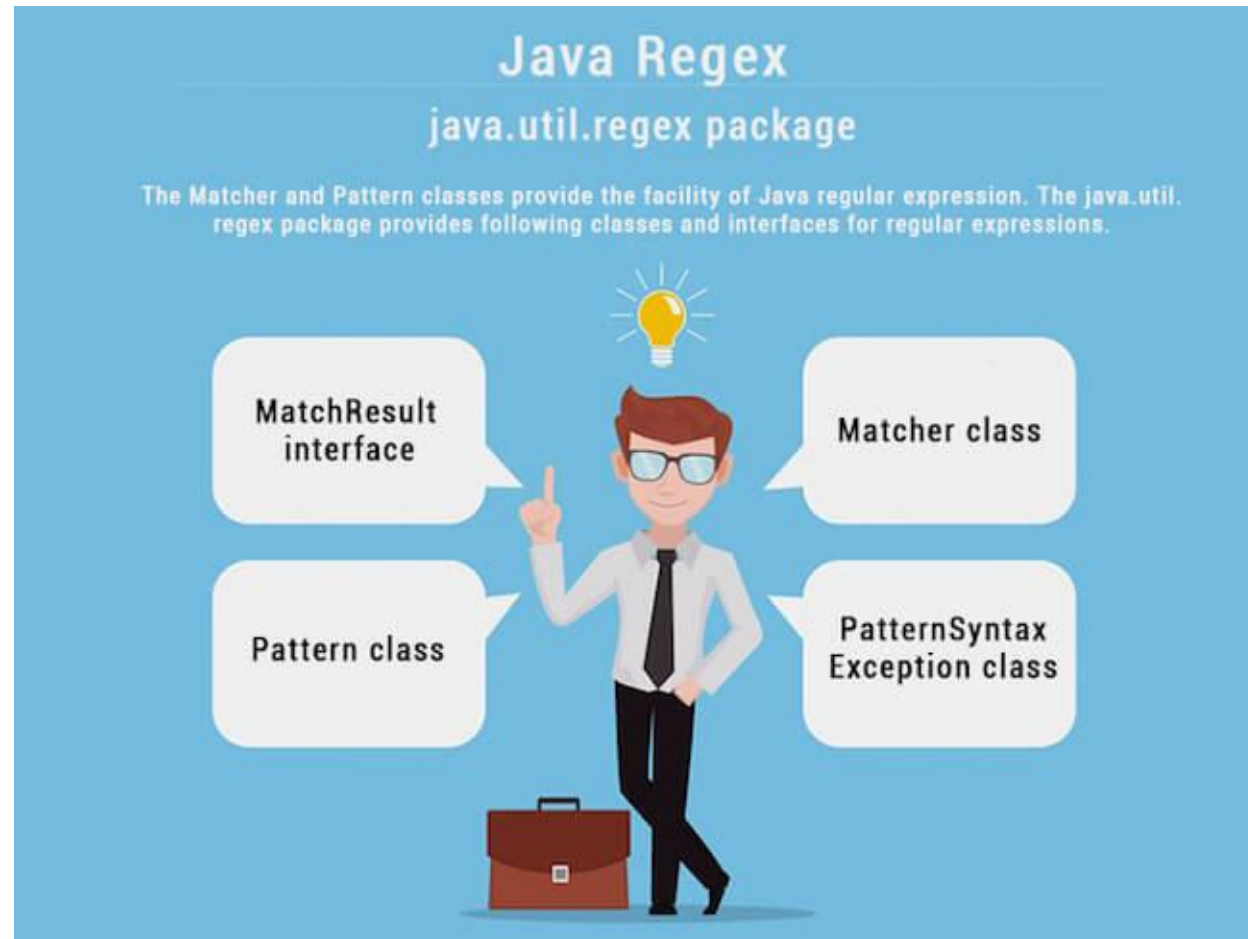 Java Regex
java.util.regex package
The Matcher and Pattern classes provide the facility of Java regular expression. The java.util.
regex package provides following classes and interfaces for regular expressions.
MatchResult
interface
Matcher class
Pattern class
PatternSyntax
Exception class